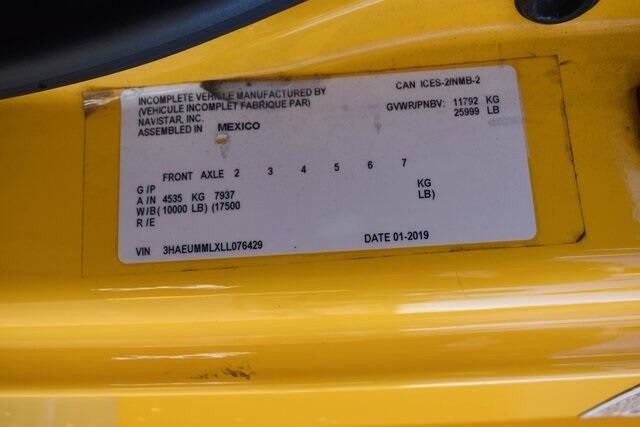 INCOMPLETE VEHICLE MANUFACTURED BY
(VEHICULE INCOMPLET FABRIQUE PAR)
NAVISTAR, INC.
ASSEMBLED IN MEXICO
CAN ICES-2/NMB-2
GVWR/PNBV: 11792 KG
25999 LB
FRONT AXLE 2 3 4 5 6 7
G/P
A/N 4535 KG 7937 KG
W/B(10000 LB) (17500 LB)
R/E
VIN 3HAEUMMLXLL076429
DATE 01-2019